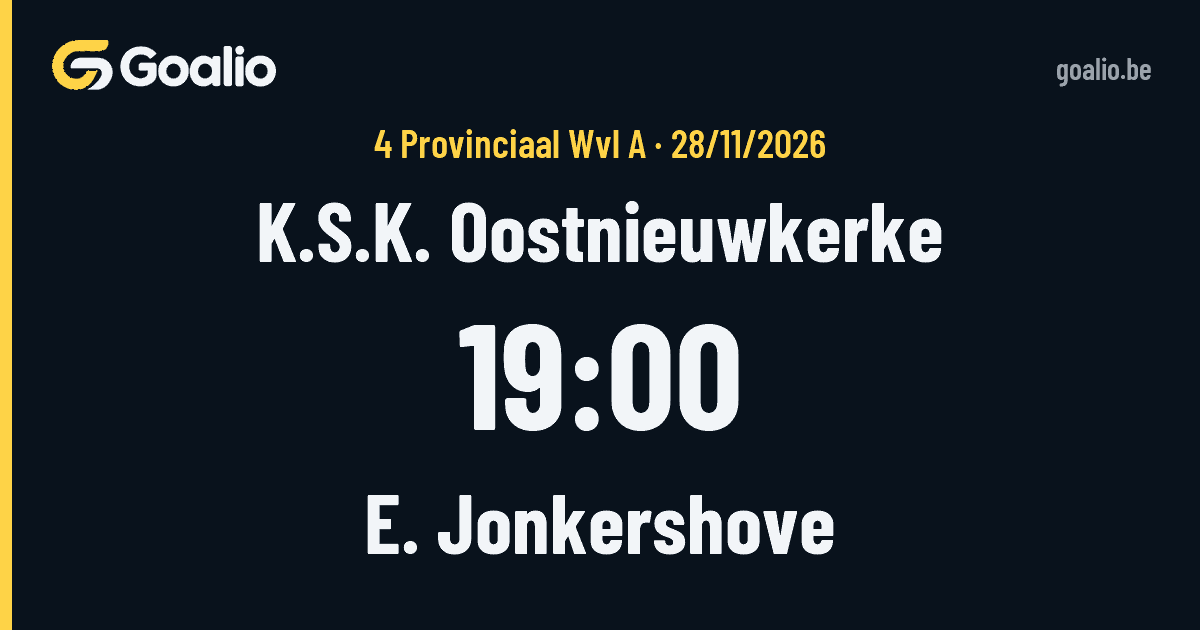 Goalio
goalio.be
4 Provinciaal Wvl A · 28/11/2026
K.S.K. Oostnieuwkerke
19:00
E. Jonkershove